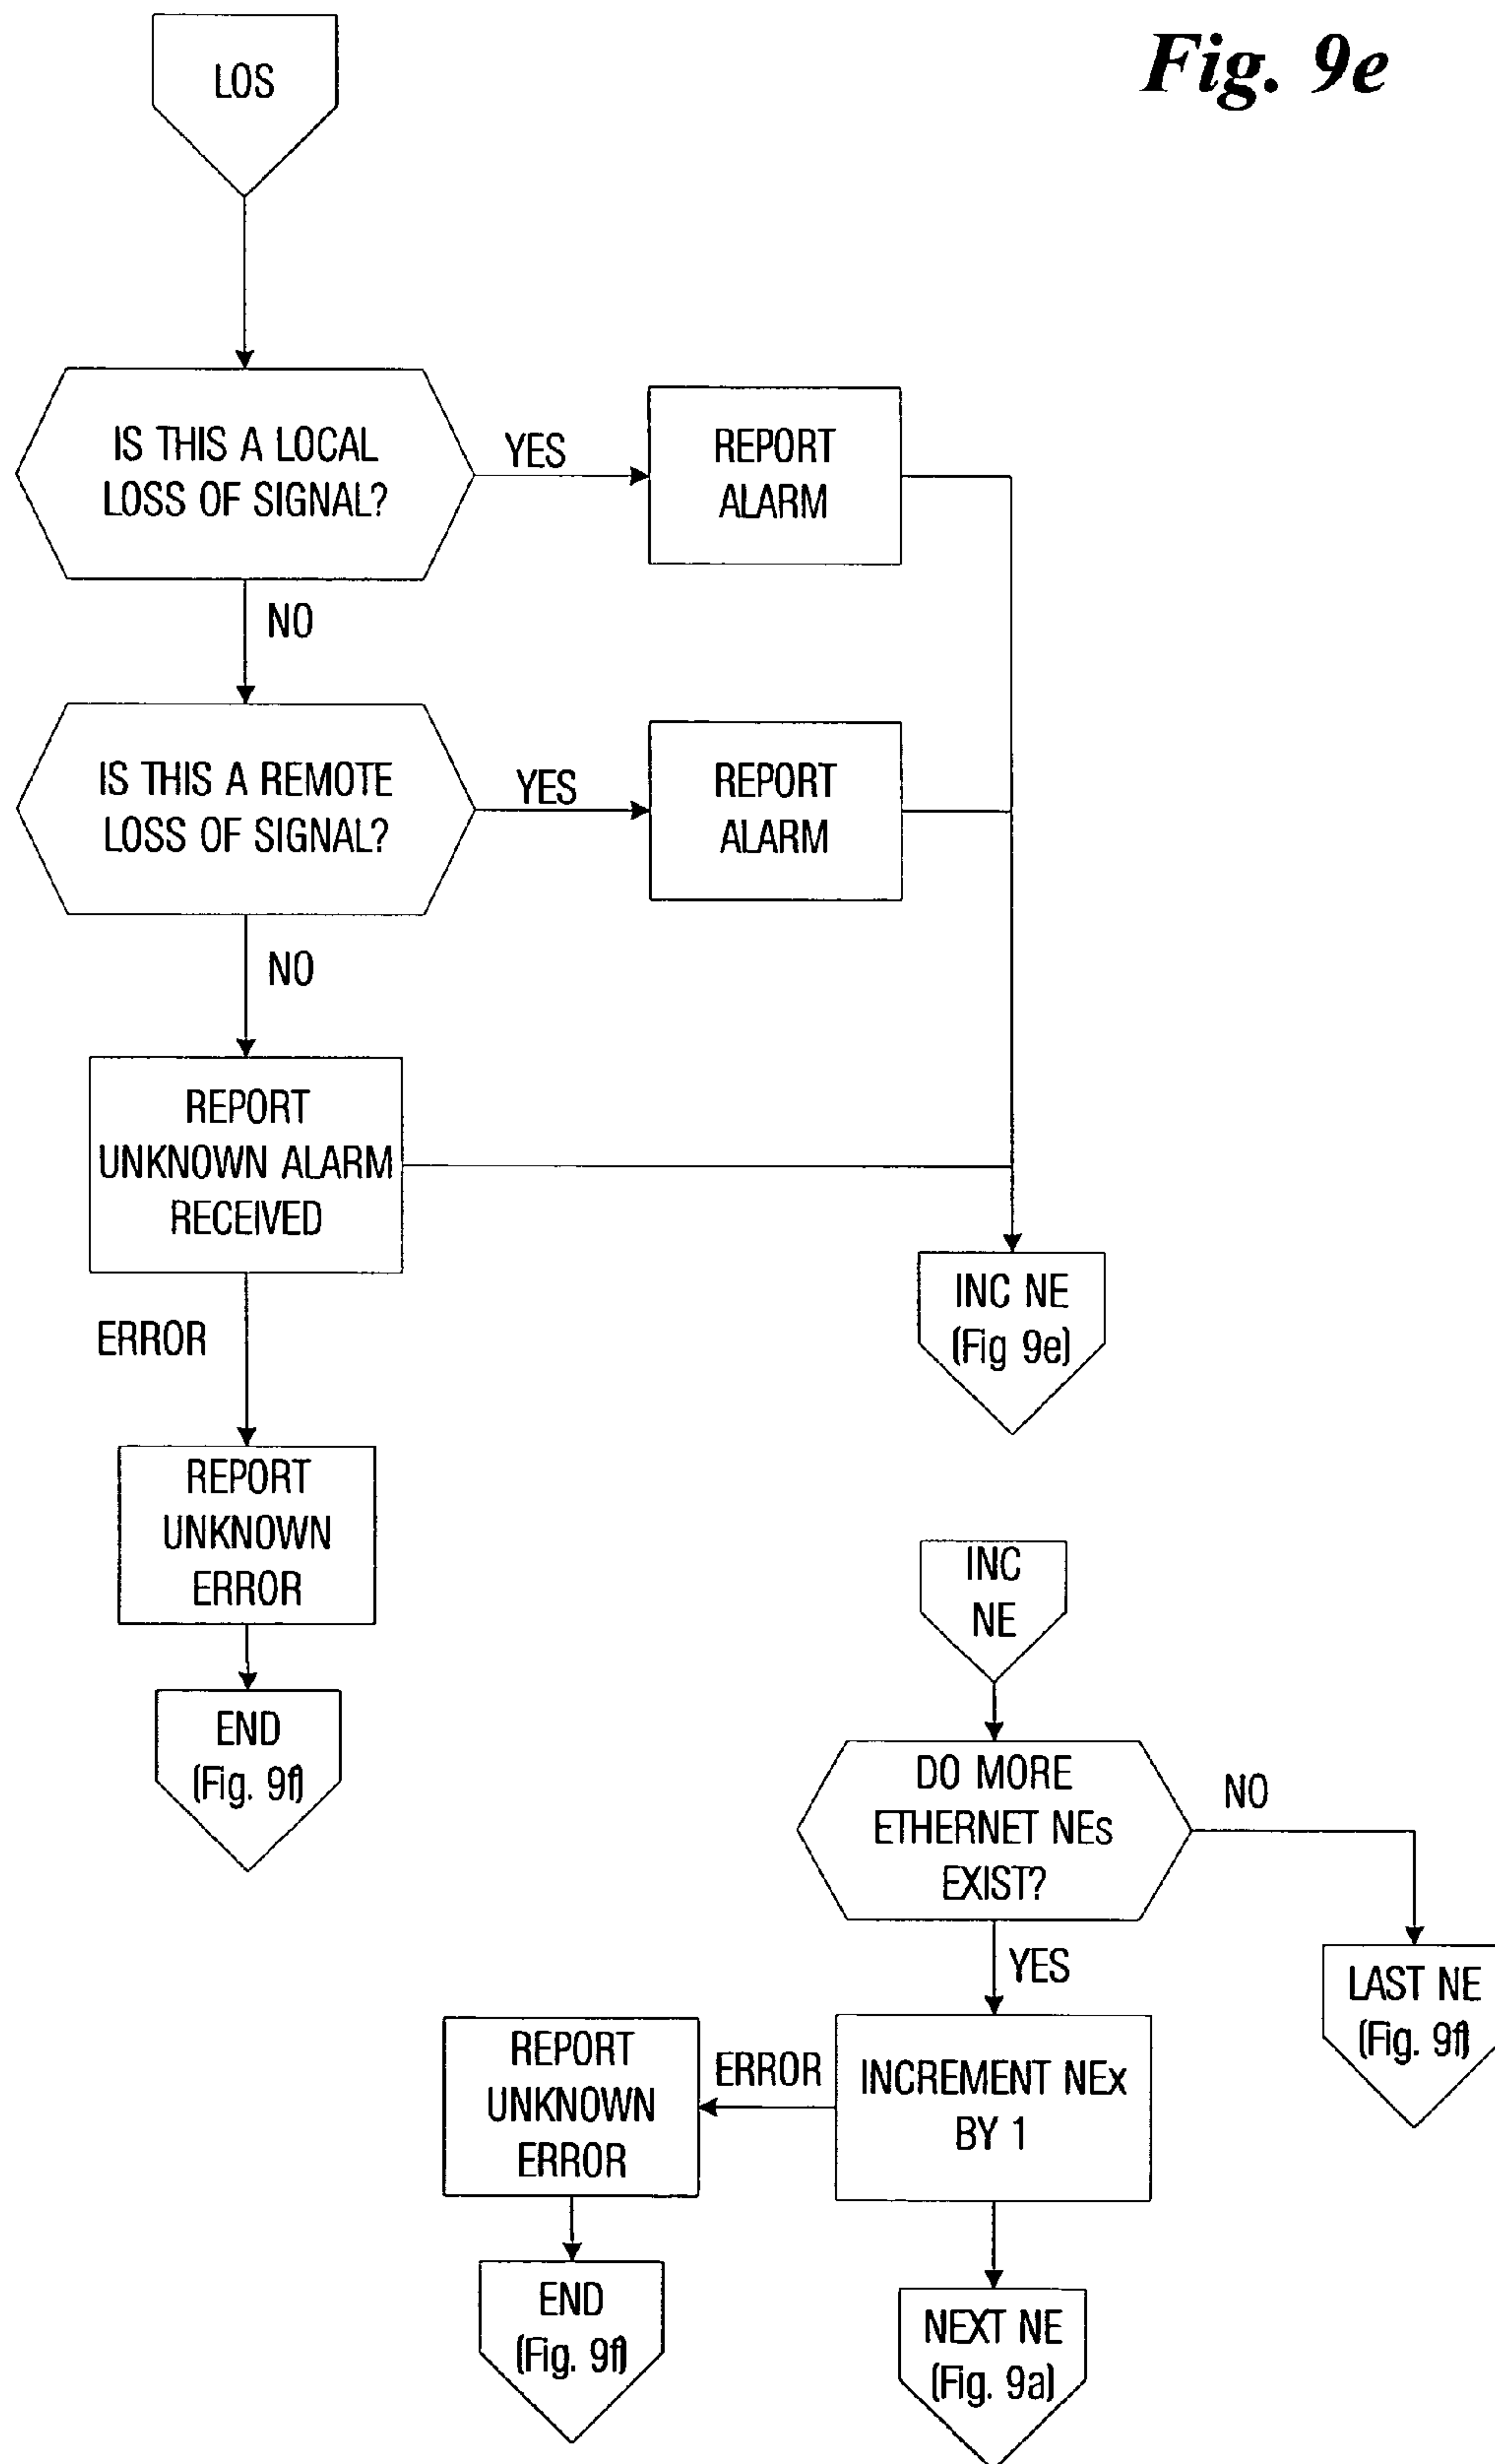 Fig. 9e
LOS
IS THIS A LOCAL
LOSS OF SIGNAL?
YES
REPORT
ALARM
NO
IS THIS A REMOTE
LOSS OF SIGNAL?
YES
REPORT
ALARM
NO
REPORT
UNKNOWN ALARM
RECEIVED
INC NE
(Fig 9e)
ERROR
REPORT
UNKNOWN
ERROR
END
(Fig. 9f)
INC
NE
DO MORE
ETHERNET NEs
EXIST?
NO
LAST NE
(Fig. 9f)
YES
INCREMENT NEx
BY 1
ERROR
REPORT
UNKNOWN
ERROR
END
(Fig. 9f)
NEXT NE
(Fig. 9a)